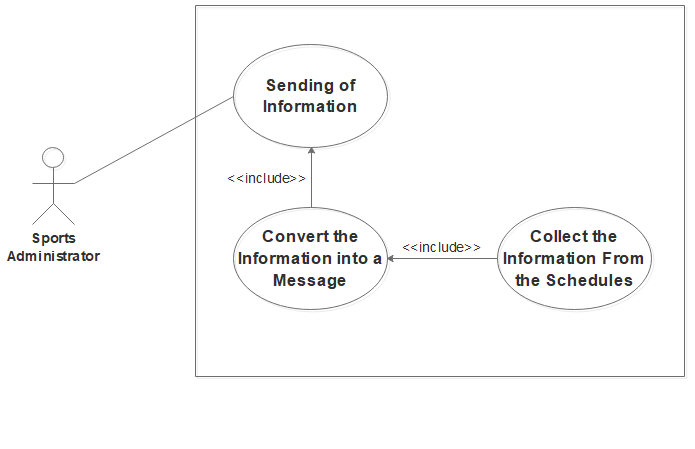 Sending of
Information
<<include>>
Sports
Administrator
Convert the
Information into a
Message
<<include>>
Collect the
Information From
the Schedules